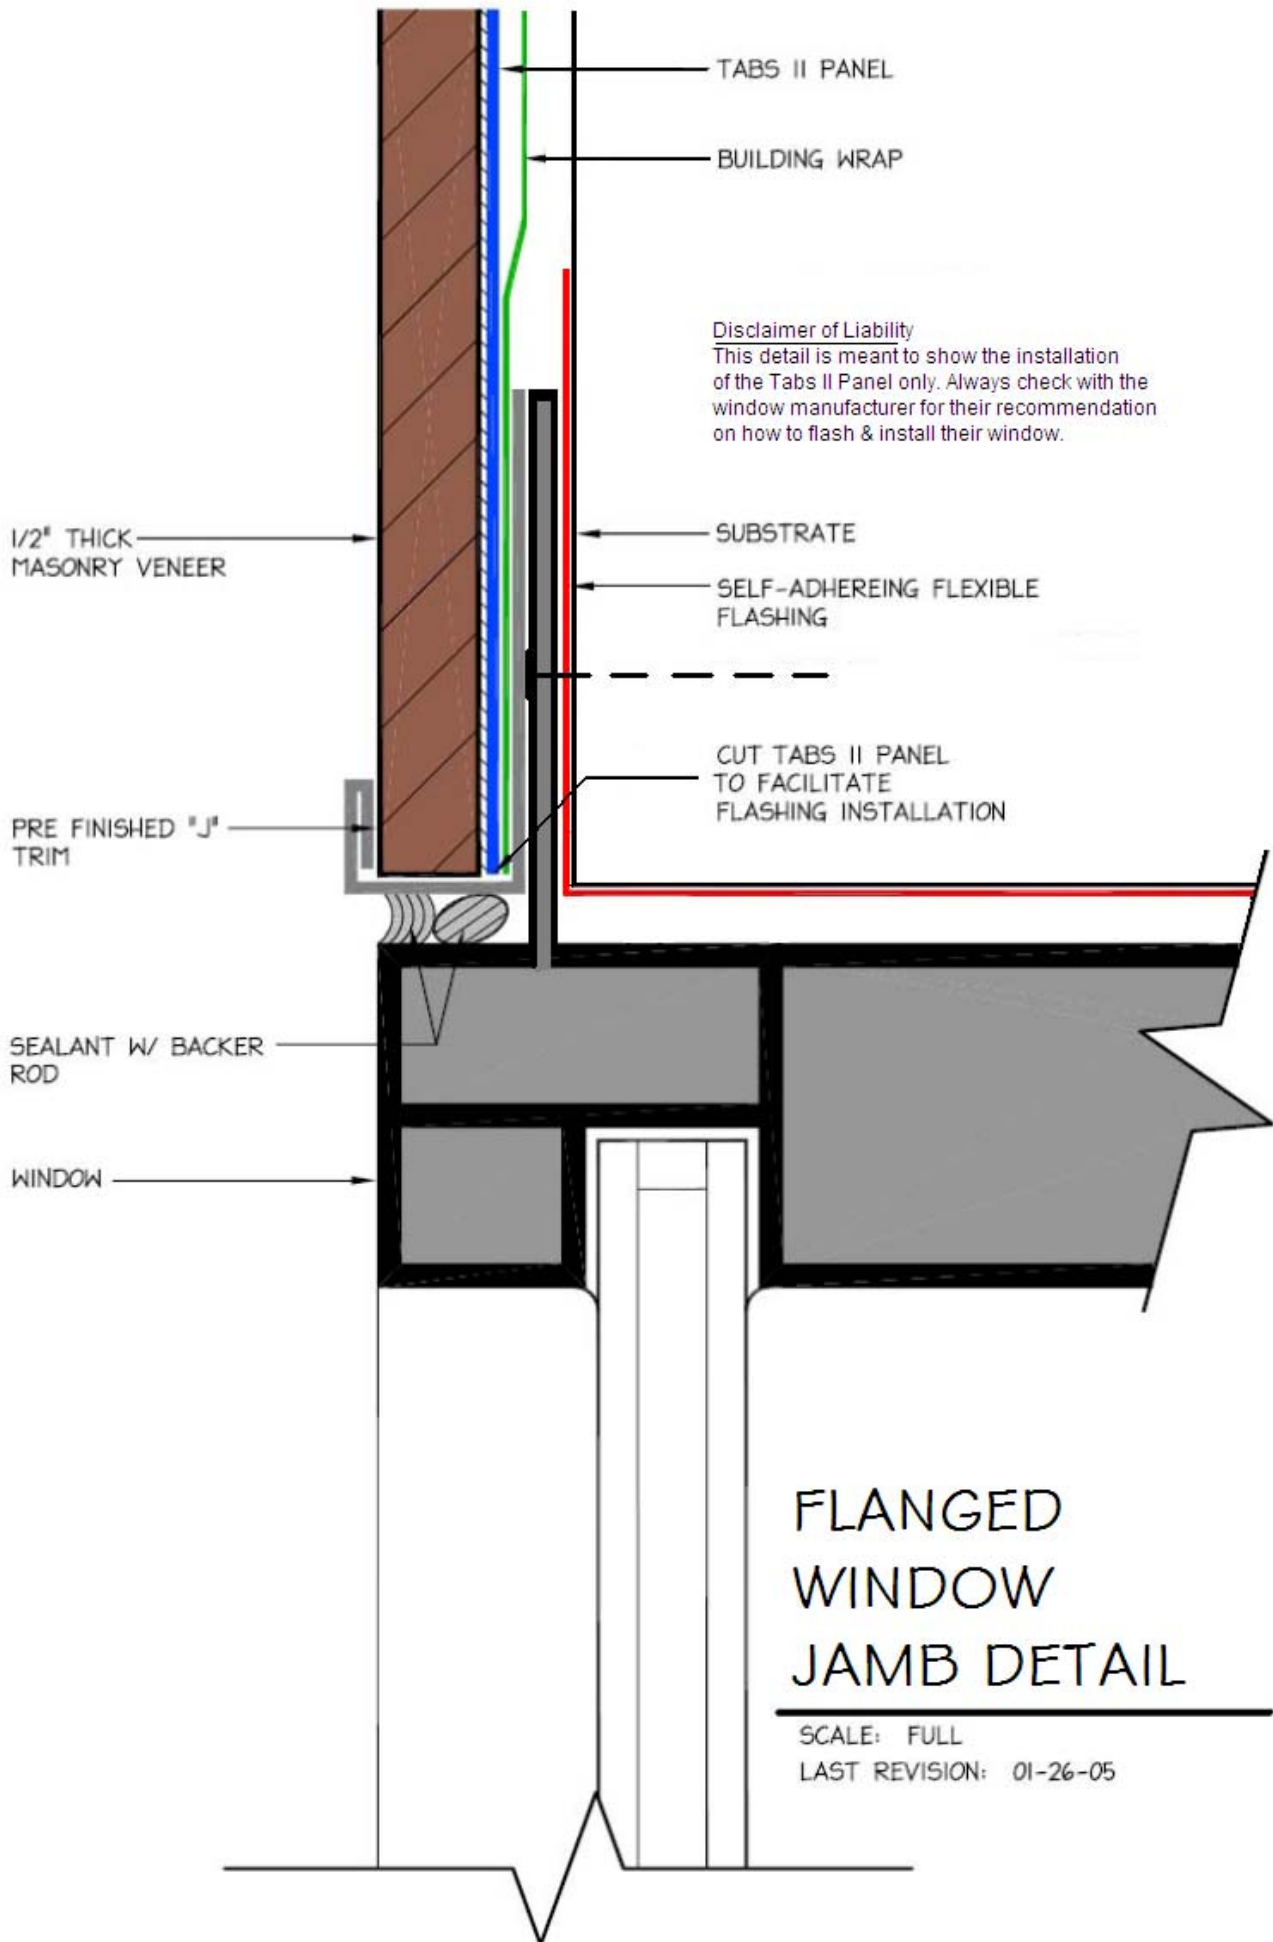 TABS II PANEL
BUILDING WRAP
Disclaimer of Liability
This detail is meant to show the installation
of the Tabs II Panel only. Always check with the
window manufacturer for their recommendation
on how to flash & install their window.
1/2" THICK
MASONRY VENEER
SUBSTRATE
SELF-ADHEREING FLEXIBLE
FLASHING
CUT TABS II PANEL
TO FACILITATE
FLASHING INSTALLATION
PRE FINISHED "J"
TRIM
SEALANT W/ BACKER
ROD
WINDOW
FLANGED
WINDOW
JAMB DETAIL
SCALE: FULL
LAST REVISION: 01-26-05